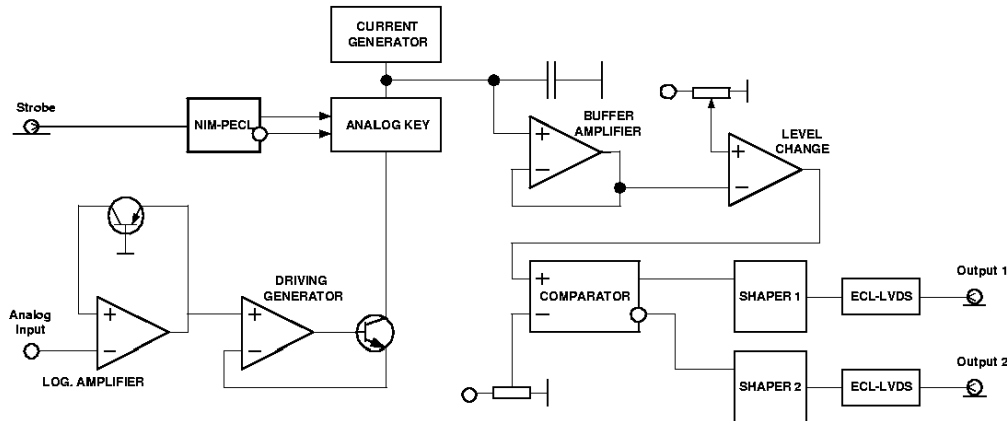 CURRENT
GENERATOR
Strobe
NIM-PECL
ANALOG KEY
BUFFER
AMPLIFIER
LEVEL
CHANGE
+
−
+
−
DRIVING
GENERATOR
Analog
Input
+
−
LOG. AMPLIFIER
+
−
+
COMPARATOR
−
SHAPER 1
ECL-LVDS
Output 1
SHAPER 2
ECL-LVDS
Output 2